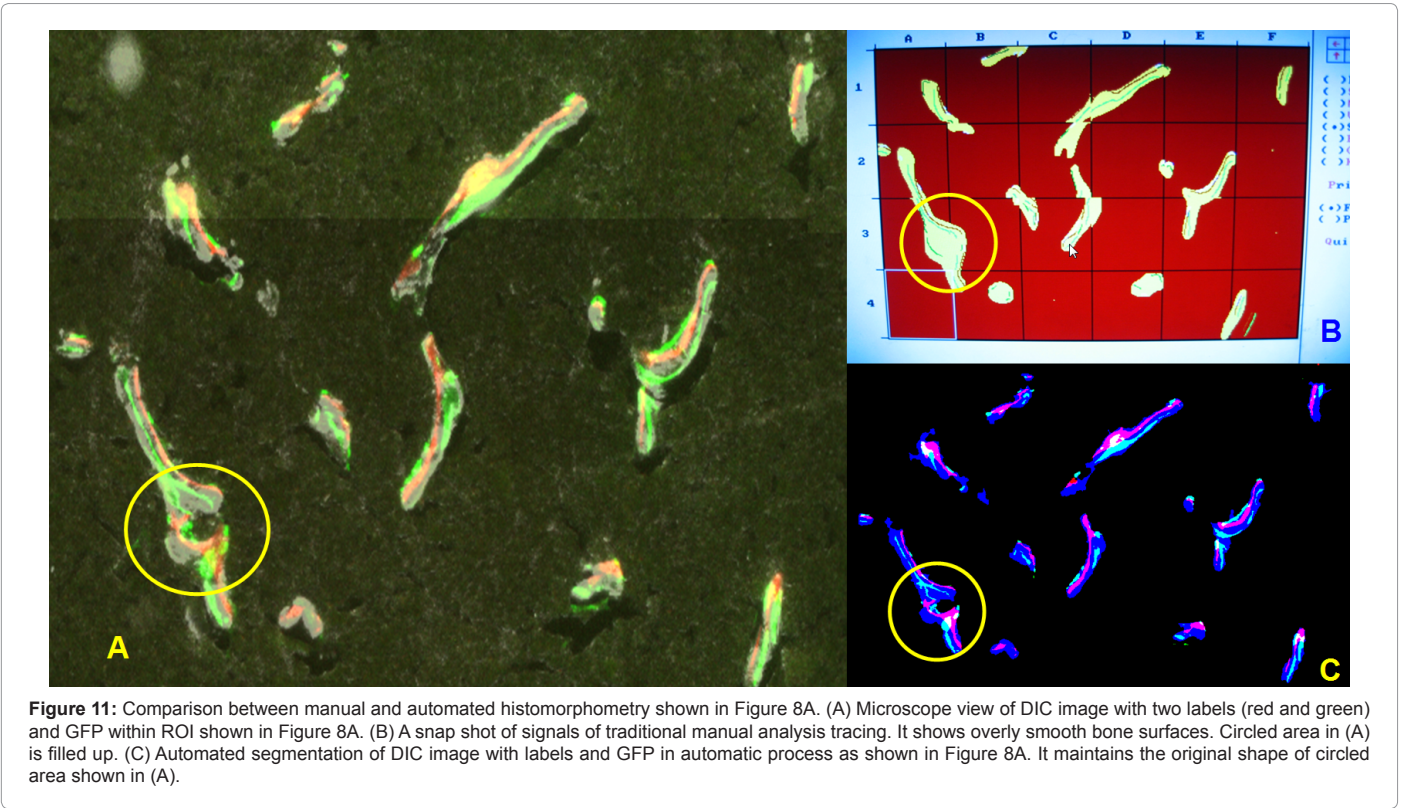 A B C D E F
1
2
3
4
Pri
Qui
A
B
C
Figure 11: Comparison between manual and automated histomorphometry shown in Figure 8A. (A) Microscope view of DIC image with two labels (red and green)
and GFP within ROI shown in Figure 8A. (B) A snap shot of signals of traditional manual analysis tracing. It shows overly smooth bone surfaces. Circled area in (A)
is filled up. (C) Automated segmentation of DIC image with labels and GFP in automatic process as shown in Figure 8A. It maintains the original shape of circled
area shown in (A).